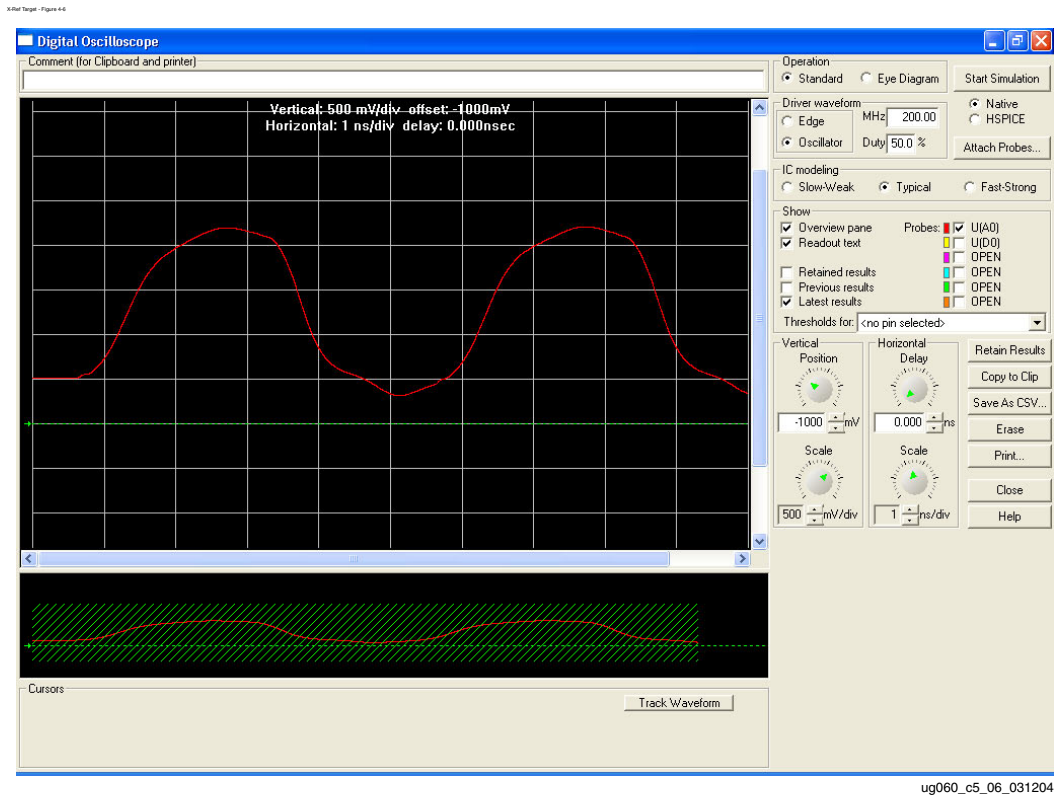 X-Ref Target - Figure 4-6
Digital Oscilloscope
Comment (for Clipboard and printer)
Vertical: 500 mV/div offset: -1000mV
Horizontal: 1 ns/div delay: 0.000nsec
Operation
Standard Eye Diagram
Start Simulation
Driver waveform
Edge
Oscillator
MHz 200.00
Duty 50.0 %
Native
HSPICE
Attach Probes...
IC modeling
Slow-Weak Typical Fast-Strong
Show
Overview pane Probes: U(A0)
Readout text U(D0)
OPEN
Retained results OPEN
Previous results OPEN
Latest results OPEN
Thresholds for: <no pin selected>
Vertical
Position
-1000 mV
Scale
500 mV/div
Horizontal
Delay
0.000 ns
Scale
1 ns/div
Retain Results
Copy to Clip
Save As CSV...
Erase
Print...
Close
Help
Cursors
Track Waveform
ug060_c5_06_031204